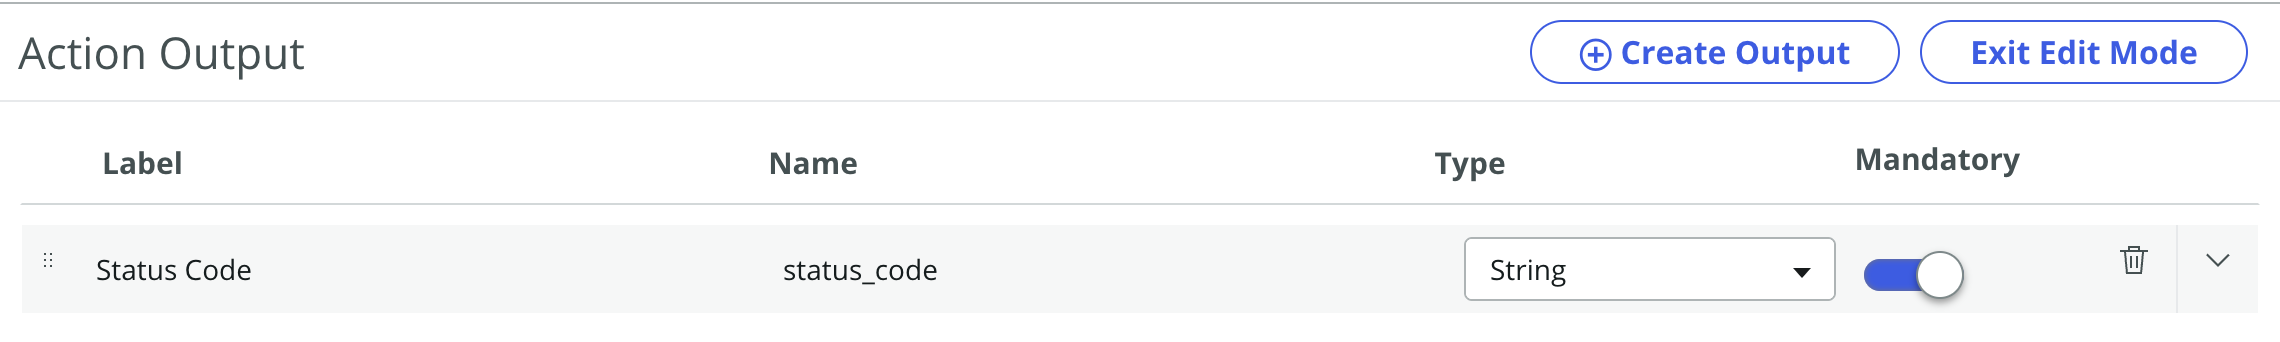 Action Output
Create Output
Exit Edit Mode
Label Name Type Mandatory
Status Code status_code String